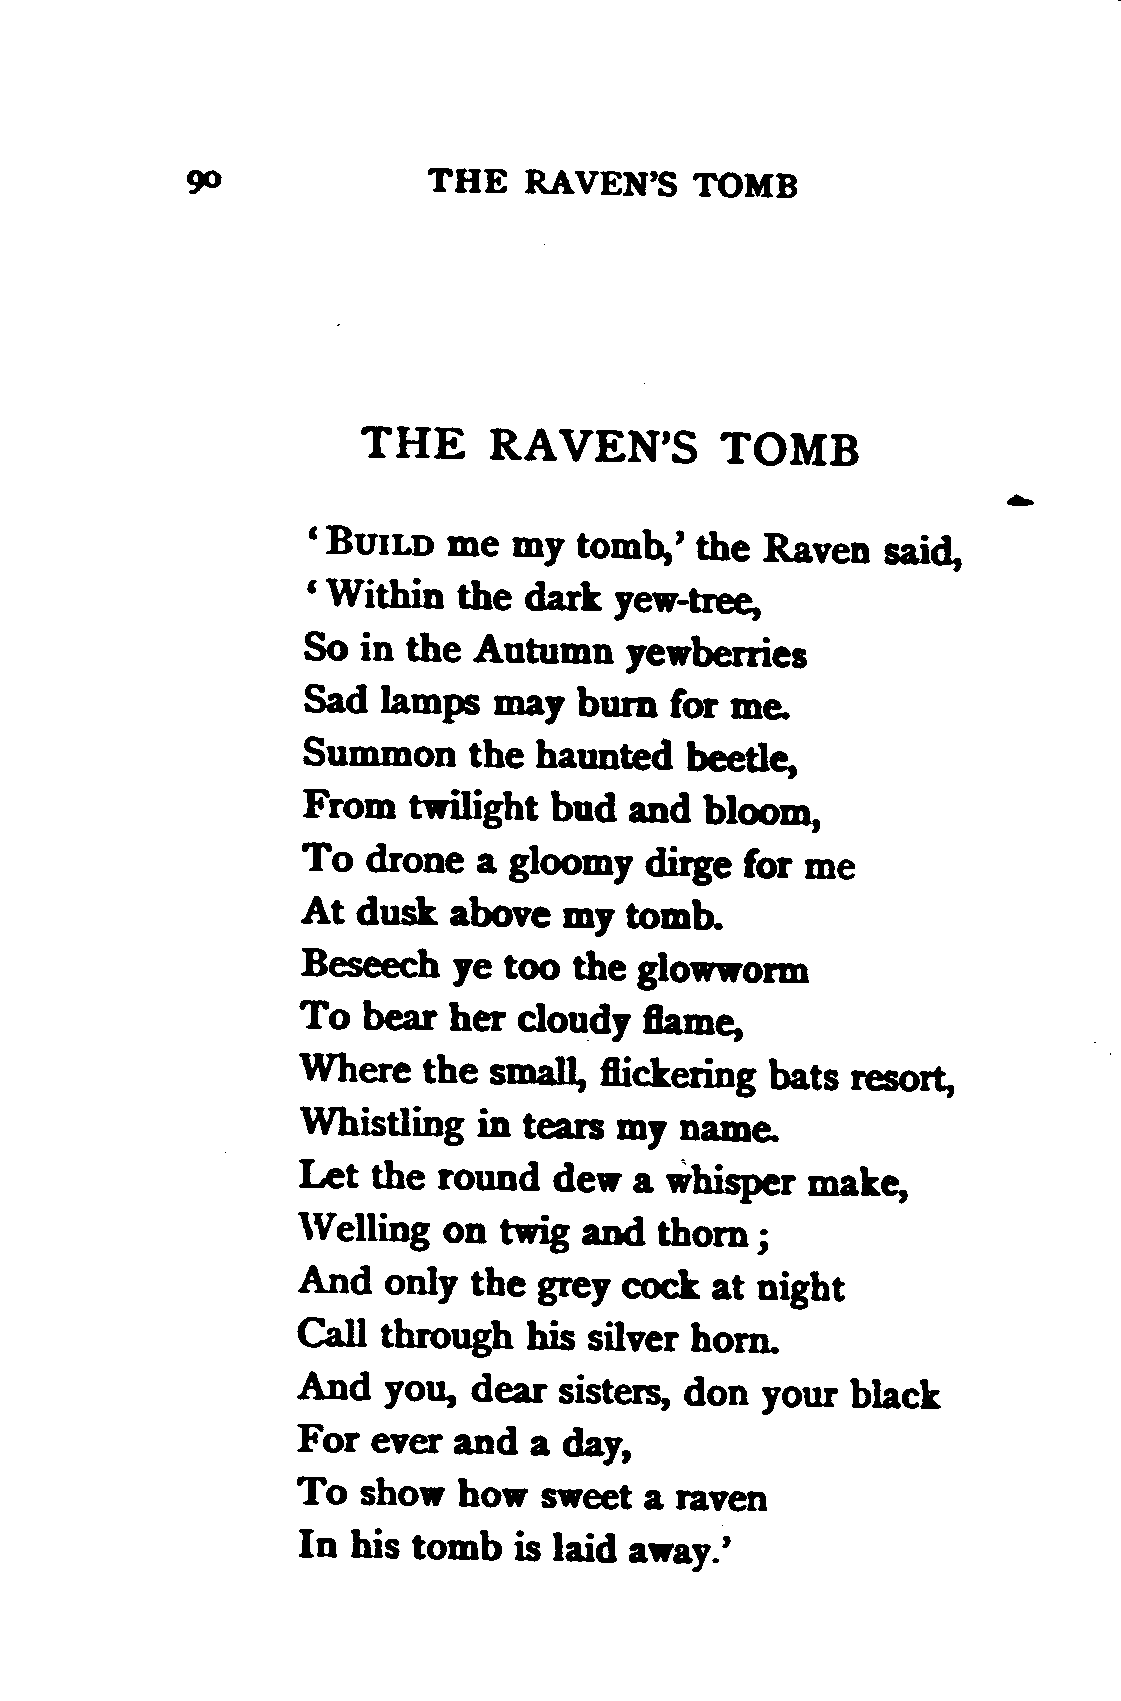 90 THE RAVEN'S TOMB
THE RAVEN'S TOMB
‘BUILD me my tomb,’ the Raven said,
‘Within the dark yew-tree,
So in the Autumn yewberries
Sad lamps may burn for me.
Summon the haunted beetle,
From twilight bud and bloom,
To drone a gloomy dirge for me
At dusk above my tomb.
Beseech ye too the glowworm
To bear her cloudy flame,
Where the small, flickering bats resort,
Whistling in tears my name.
Let the round dew a whisper make,
Welling on twig and thorn;
And only the grey cock at night
Call through his silver horn.
And you, dear sisters, don your black
For ever and a day,
To show how sweet a raven
In his tomb is laid away.’